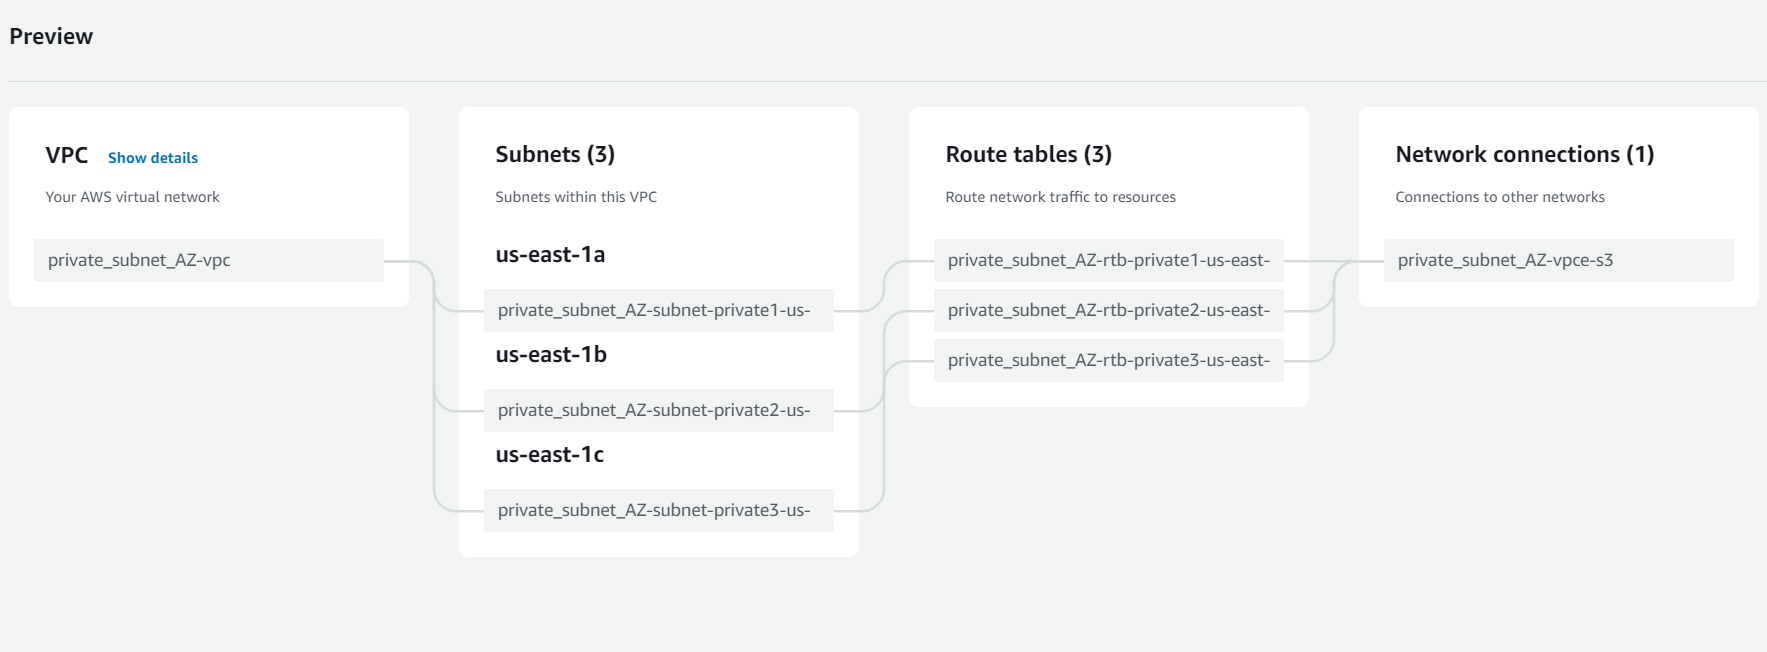 Preview
VPC Show details
Your AWS virtual network
private_subnet_AZ-vpc
Subnets (3)
Subnets within this VPC
us-east-1a
private_subnet_AZ-subnet-private1-us-
us-east-1b
private_subnet_AZ-subnet-private2-us-
us-east-1c
private_subnet_AZ-subnet-private3-us-
Route tables (3)
Route network traffic to resources
private_subnet_AZ-rtb-private1-us-east-
private_subnet_AZ-rtb-private2-us-east-
private_subnet_AZ-rtb-private3-us-east-
Network connections (1)
Connections to other networks
private_subnet_AZ-vpce-s3